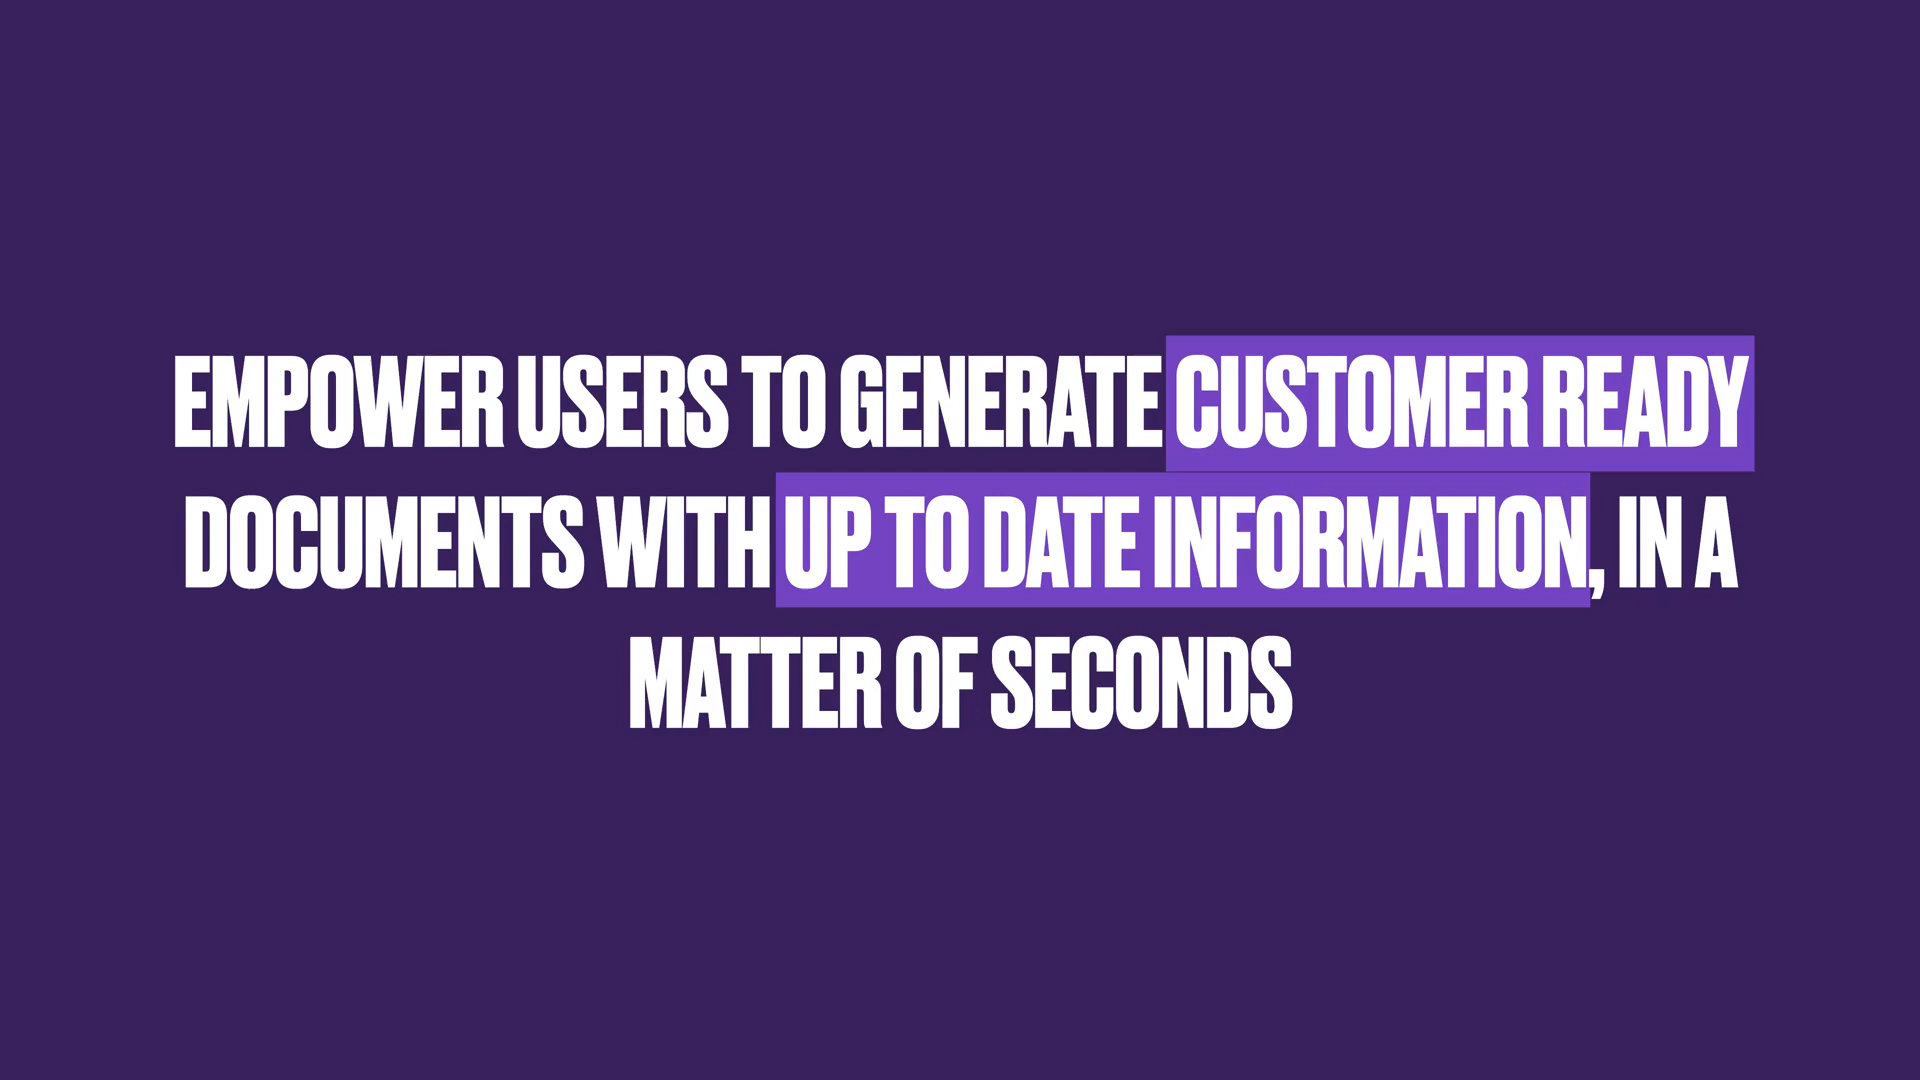 EMPOWER USERS TO GENERATE CUSTOMER READY
DOCUMENTS WITH UP TO DATE INFORMATION, IN A
MATTER OF SECONDS